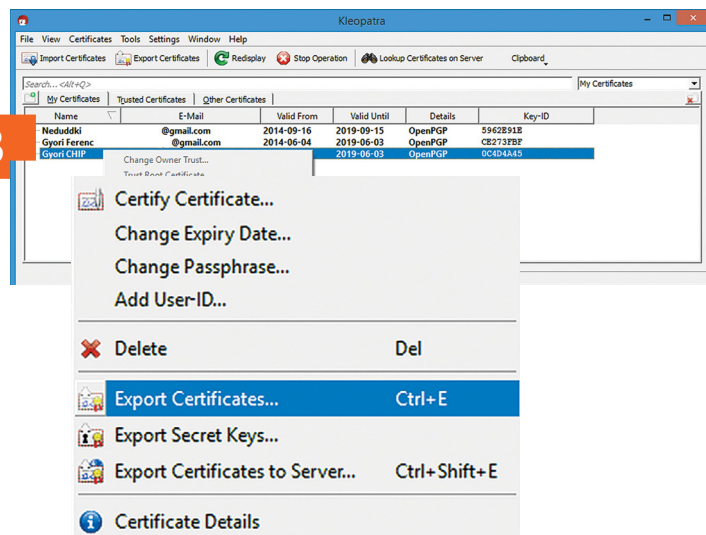 Kleopatra
File View Certificates Tools Settings Window Help
Import Certificates Export Certificates Redisplay Stop Operation Lookup Certificates on Server Clipboard
Search...<Alt+Q> My Certificates
My Certificates Trusted Certificates Other Certificates
Name E-Mail Valid From Valid Until Details Key-ID
Neduddki @gmail.com 2014-09-16 2019-09-15 OpenPGP 5962E91E
Gyori Ferenc @gmail.com 2014-06-04 2019-06-03 OpenPGP CE273FBF
Gyori CHIP 2019-06-03 OpenPGP 0C4D4A45
Change Owner Trust...
Trust Root Certificate
Certify Certificate...
Change Expiry Date...
Change Passphrase...
Add User-ID...
Delete Del
Export Certificates... Ctrl+E
Export Secret Keys...
Export Certificates to Server... Ctrl+Shift+E
Certificate Details